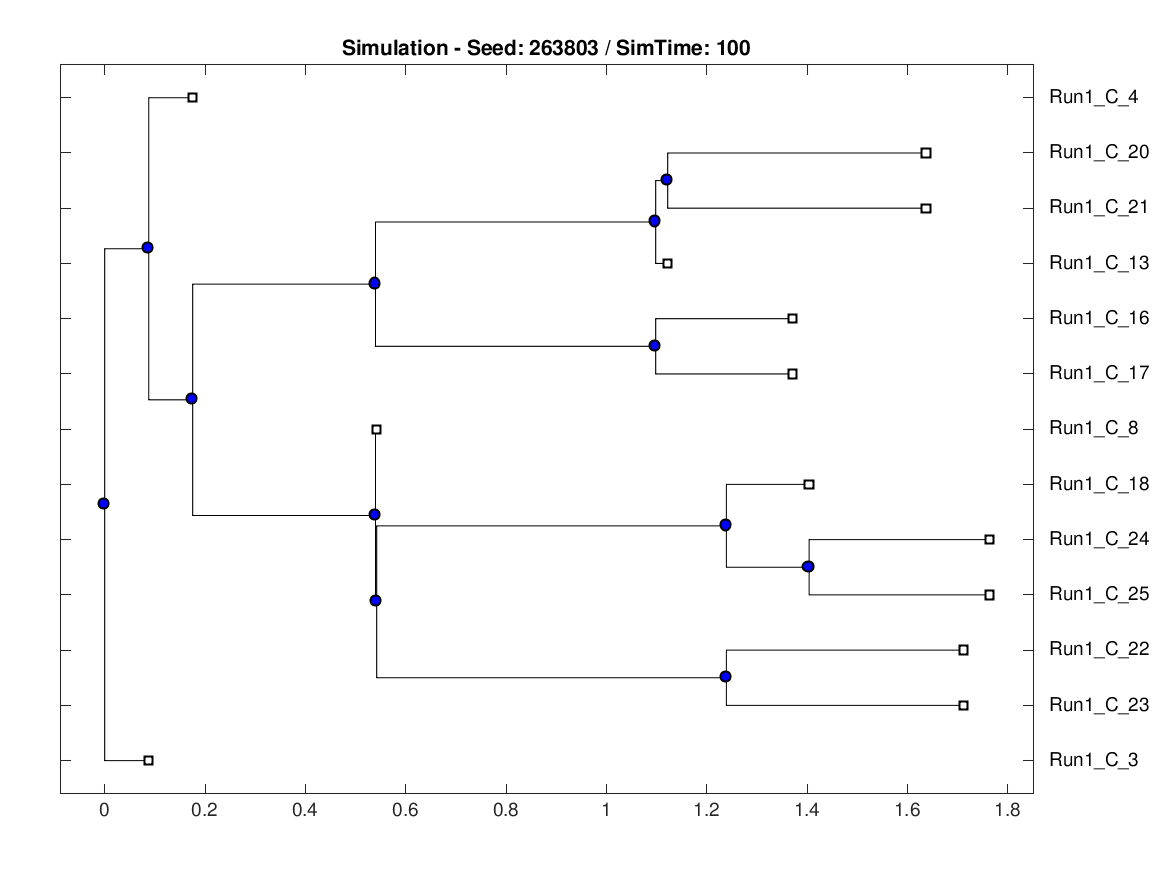 Simulation - Seed: 263803 / SimTime: 100
Run1_C_4
Run1_C_20
Run1_C_21
Run1_C_13
Run1_C_16
Run1_C_17
Run1_C_8
Run1_C_18
Run1_C_24
Run1_C_25
Run1_C_22
Run1_C_23
Run1_C_3
0 0.2 0.4 0.6 0.8 1 1.2 1.4 1.6 1.8